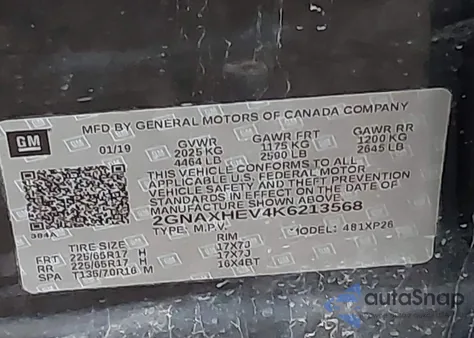 GM
MFD BY GENERAL MOTORS OF CANADA COMPANY
01/19 GVWR GAWR FRT GAWR RR
2025 KG 1175 KG 1200 KG
4464 LB 2590 LB 2645 LB
THIS VEHICLE CONFORMS TO ALL
APPLICABLE U.S. FEDERAL MOTOR
VEHICLE SAFETY AND THEFT PREVENTION
STANDARDS IN EFFECT ON THE DATE OF
MANUFACTURE SHOWN ABOVE.
2GNAXHEV4K6213568
TYPE: M.P.V. MODEL: 481XP26
384A
TIRE SIZE RIM
FRT 225/65R17 H 17X7J
RR 225/65R17 H 17X7J
SPA T135/70R16 M 16X4BT
autoSnap